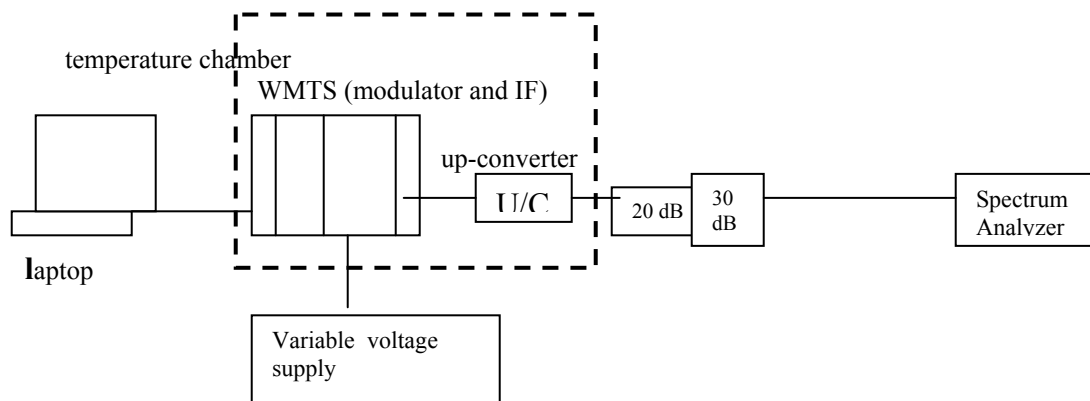 temperature chamber
WMTS (modulator and IF)
up-converter
U/C
20 dB
30
dB
Spectrum
Analyzer
laptop
Variable voltage
supply